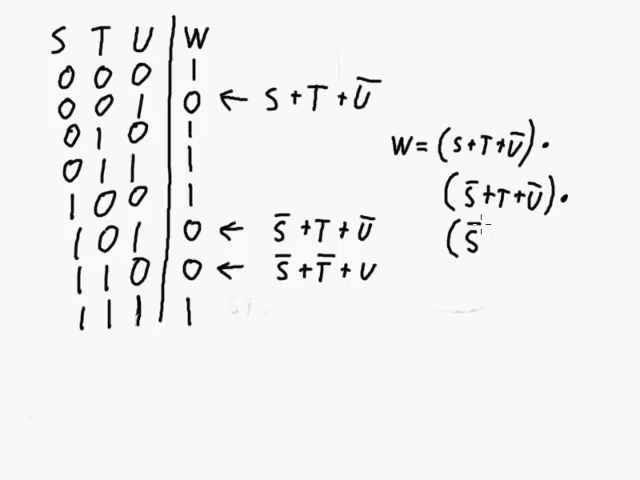 S T U W
0 0 0 1
0 0 1 0 ← S + T + U̅
0 1 0 1
0 1 1 1
1 0 0 1
1 0 1 0 ← S̅ + T + U̅
1 1 0 0 ← S̅ + T̅ + U
1 1 1 1
W = (S + T + U̅) •
(S̅ + T + U̅) •
(S̅